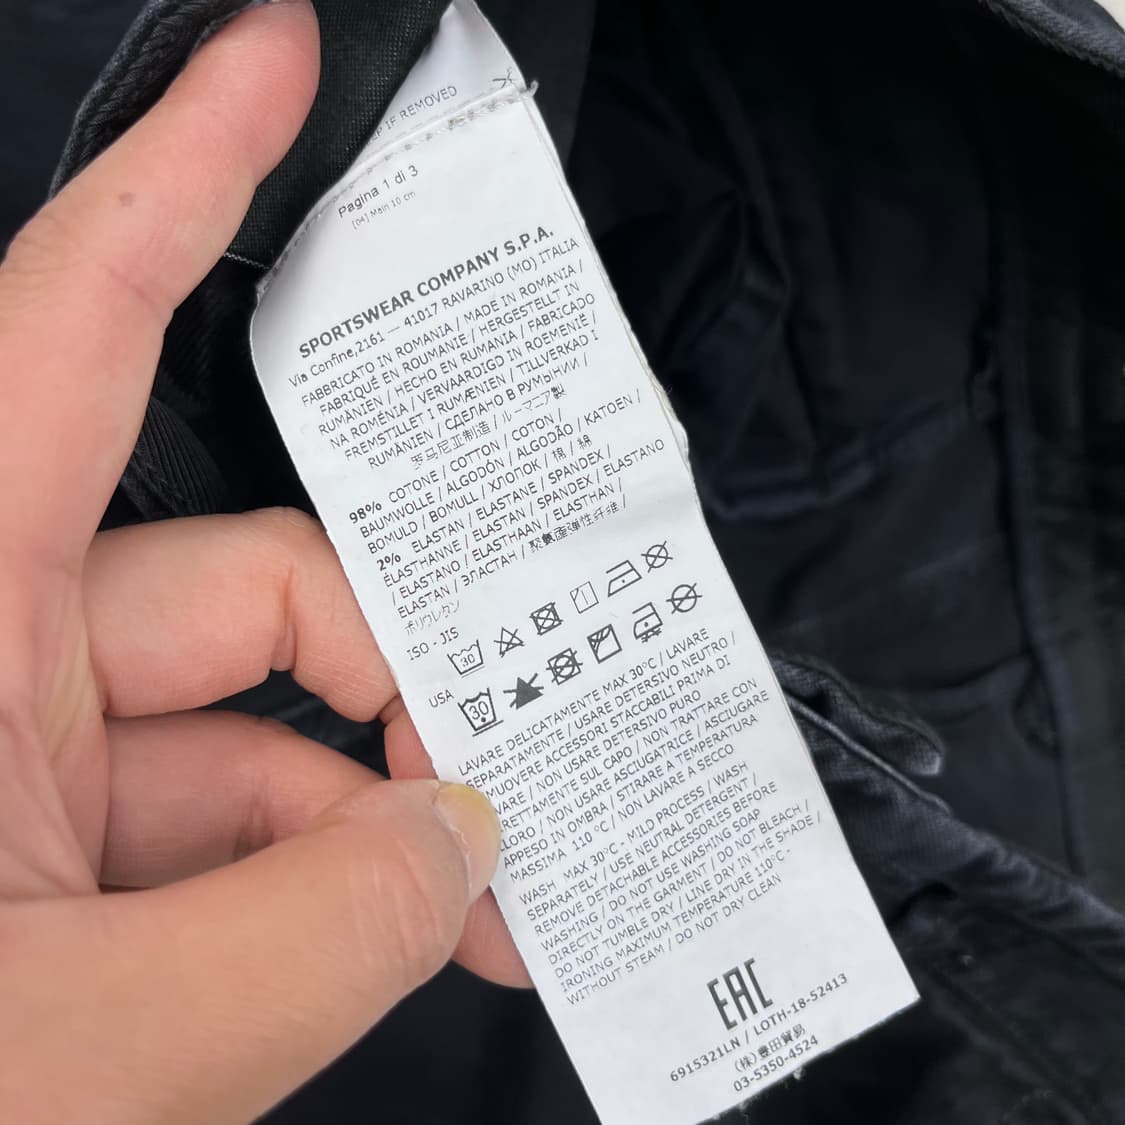 EP IF REMOVED
Pagina 1 di 3
[04] Main 10 cm
SPORTSWEAR COMPANY S.P.A.
Via Confine,2161 — 41017 RAVARINO (MO) ITALIA
FABBRICATO IN ROMANIA / MADE IN ROMANIA /
FABRIQUÉ EN ROUMANIE / HERGESTELLT IN
RUMÄNIEN / HECHO EN RUMANIA / FABRICADO
NA ROMÉNIA / VERVAARDIGD IN ROEMENIË /
FREMSTILLET I RUMÆNIEN / TILLVERKAD I
RUMÄNIEN / СДЕЛАНО В РУМЫНИИ /
罗马尼亚制造 / ルーマニア製
98% COTONE / COTTON / COTON /
BAUMWOLLE / ALGODÓN / ALGODÃO / KATOEN /
BOMULD / BOMULL / ХЛОПОК / 棉 / 綿
2% ELASTAN / ELASTANE / SPANDEX /
ÉLASTHANNE / ELASTAN / SPANDEX / ELASTANO
/ ELASTANO / ELASTHAAN / ELASTHAN /
ELASTAN / ЭЛАСТАН / 聚氨酯弹性纤维 /
ポリウレタン
ISO - JIS
30
USA
30
LAVARE DELICATAMENTE MAX 30°C / LAVARE
SEPARATAMENTE / USARE DETERSIVO NEUTRO /
MUOVERE ACCESSORI STACCABILI PRIMA DI
ARE / NON USARE DETERSIVO PURO
RETTAMENTE SUL CAPO / NON TRATTARE CON
CLORO / NON USARE ASCIUGATRICE / ASCIUGARE
APPESO IN OMBRA / STIRARE A TEMPERATURA
MASSIMA 110 °C / NON LAVARE A SECCO
WASH MAX 30°C - MILD PROCESS / WASH
SEPARATELY / USE NEUTRAL DETERGENT /
REMOVE DETACHABLE ACCESSORIES BEFORE
WASHING / DO NOT USE WASHING SOAP
DIRECTLY ON THE GARMENT / DO NOT BLEACH /
DO NOT TUMBLE DRY / LINE DRY IN THE SHADE /
IRONING MAXIMUM TEMPERATURE 110°C -
WITHOUT STEAM / DO NOT DRY CLEAN
EAC
6915321LN / LOTH-18-52413
(株)豊田貿易
03-5350-4524